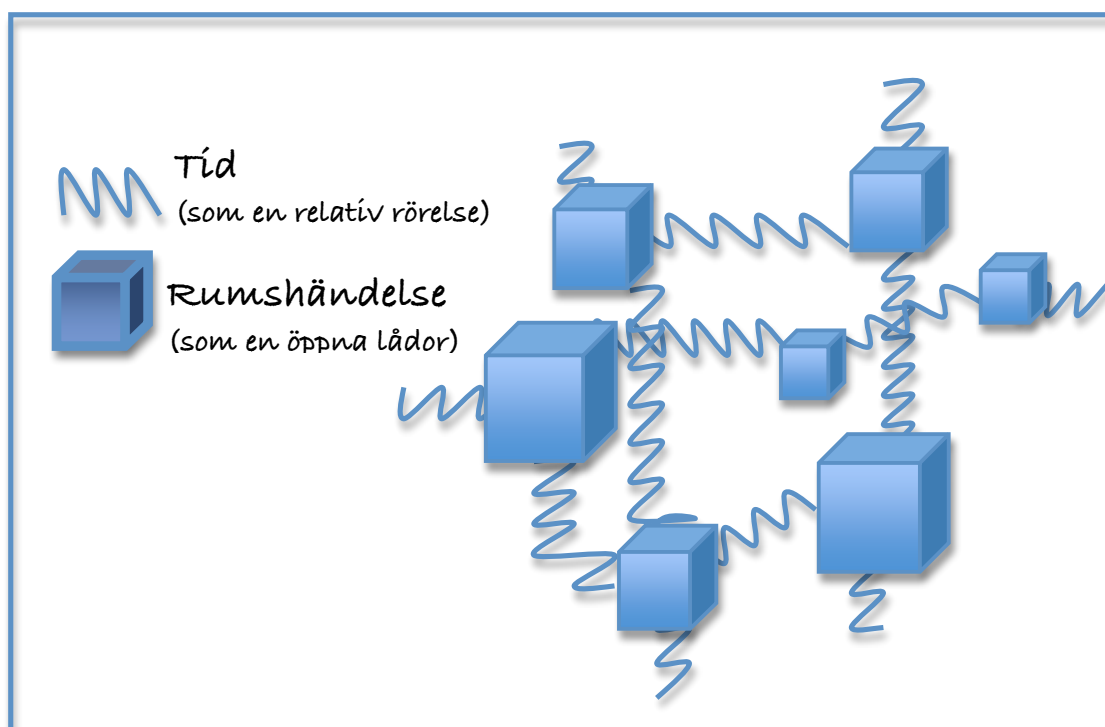 Tid
(som en relativ rörelse)
Rumshändelse
(som en öppna lådor)